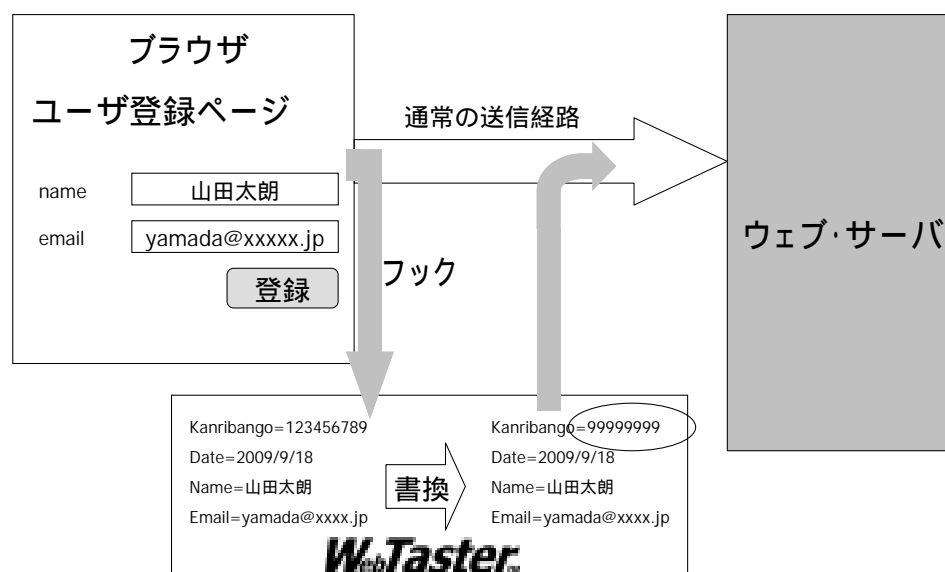 ブラウザ
ユーザ登録ページ
name 山田太朗
email yamada@xxxxx.jp
登録
通常の送信経路
フック
ウェブ・サーバ
Kanribango=123456789
Date=2009/9/18
Name=山田太朗
Email=yamada@xxxx.jp
書換
Kanribango=99999999
Date=2009/9/18
Name=山田太朗
Email=yamada@xxxx.jp
WebTaster